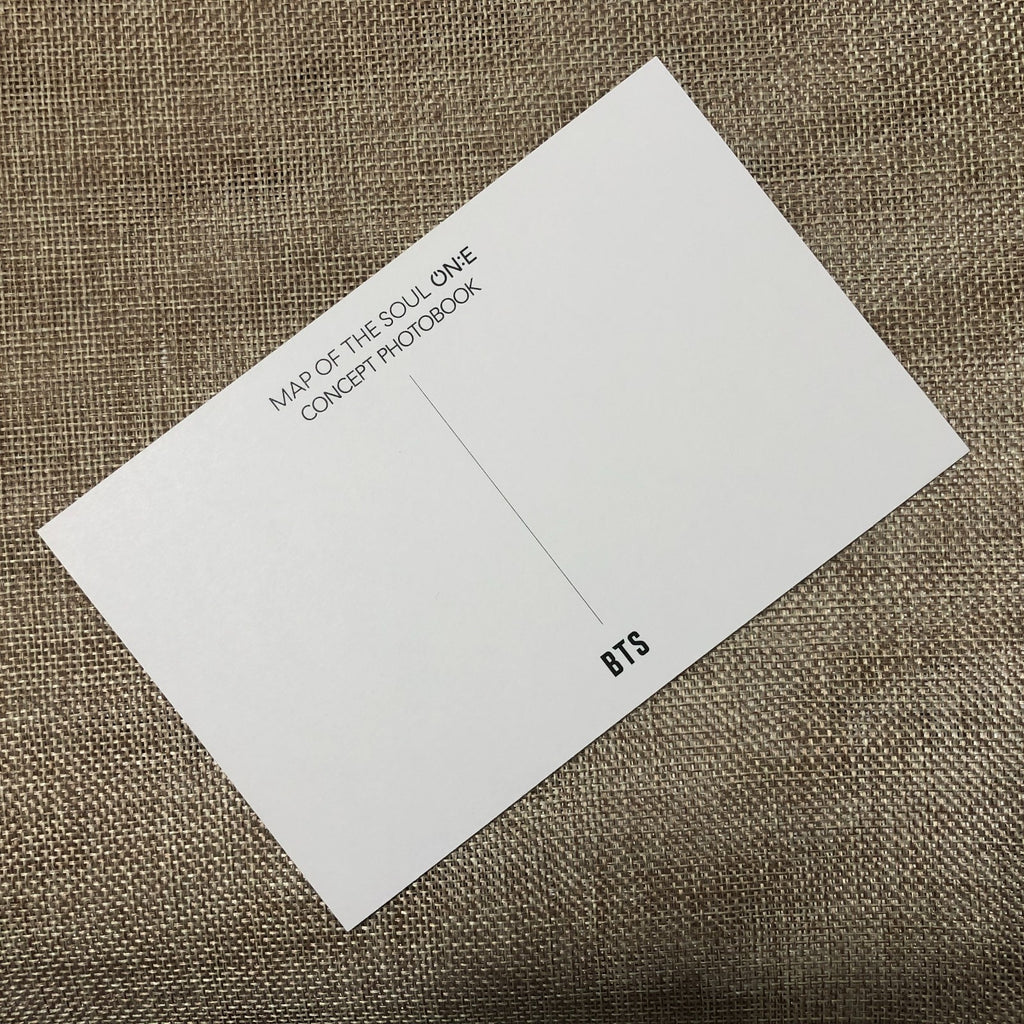 MAP OF THE SOUL ON:E
CONCEPT PHOTOBOOK
BTS